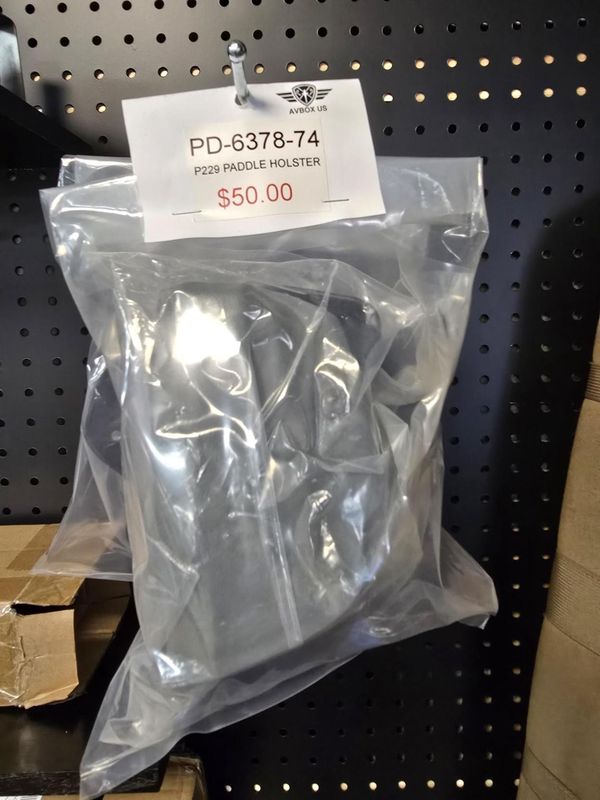 AVBOX US
PD-6378-74
P229 PADDLE HOLSTER
$50.00